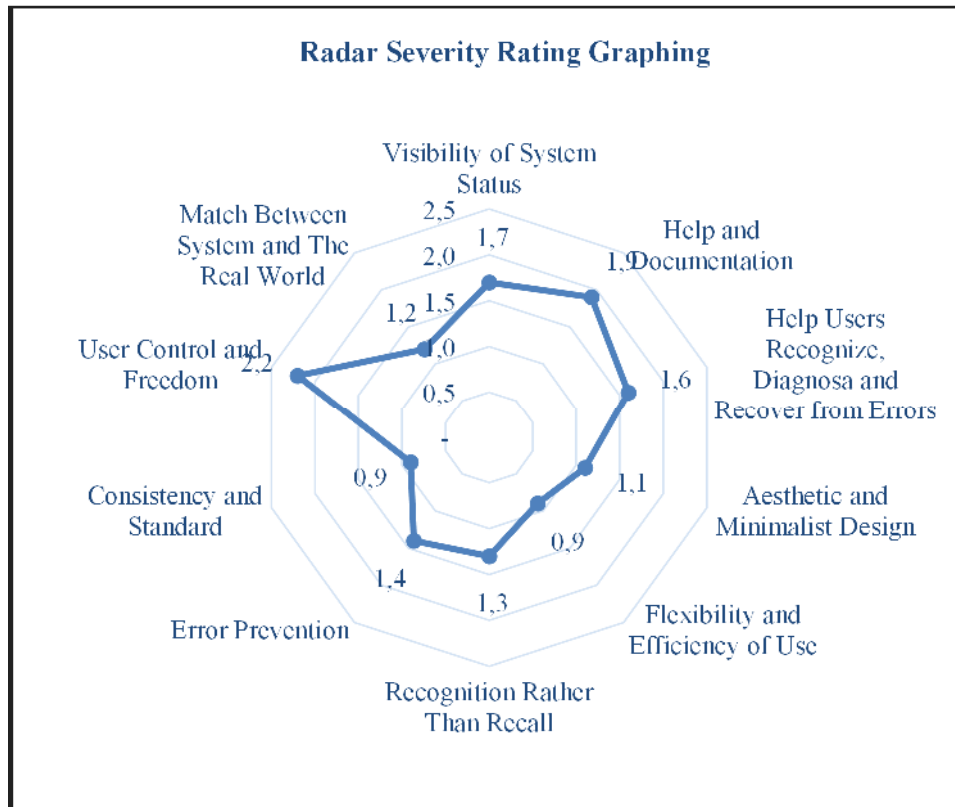 Radar Severity Rating Graphing
Visibility of System
Status
2,5
1,7
2,0
1,5
1,0
0,5
-
Help and
Documentation
1,9
Help Users
Recognize,
Diagnosa and
Recover from Errors
1,6
Aesthetic and
Minimalist Design
1,1
Flexibility and
Efficiency of Use
0,9
Recognition Rather
Than Recall
1,3
Error Prevention
1,4
Consistency and
Standard
0,9
User Control and
Freedom
2,2
Match Between
System and The
Real World
1,2